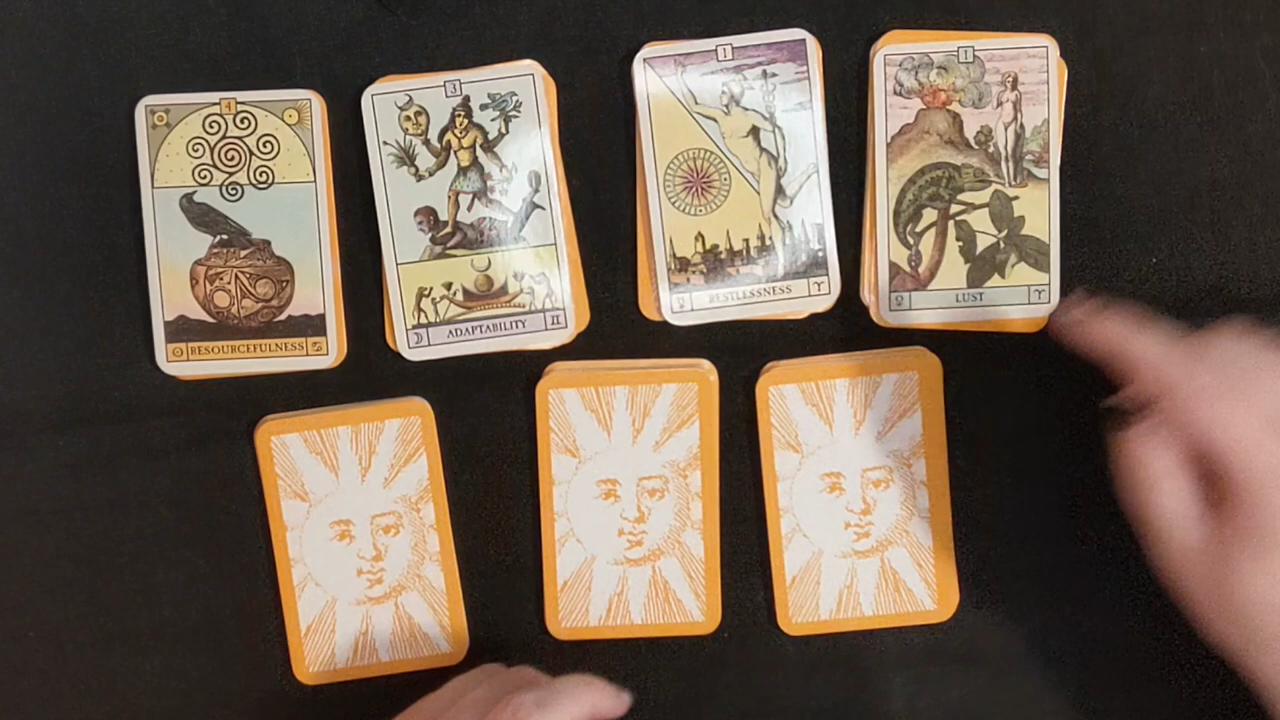 4
RESOURCEFULNESS
3
ADAPTABILITY
1
RESTLESSNESS
1
LUST